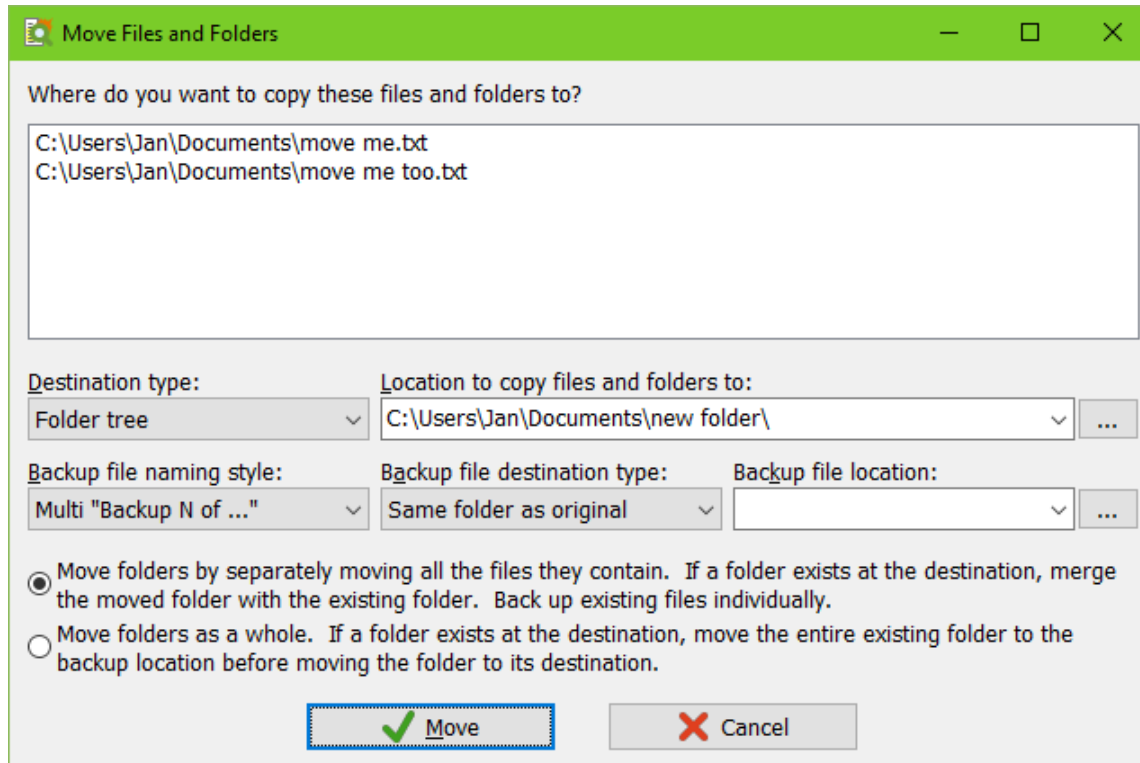 Move Files and Folders
Where do you want to copy these files and folders to?
C:\Users\Jan\Documents\move me.txt
C:\Users\Jan\Documents\move me too.txt
Destination type:
Location to copy files and folders to:
Folder tree
C:\Users\Jan\Documents\new folder\
...
Backup file naming style:
Backup file destination type:
Backup file location:
Multi "Backup N of ..."
Same folder as original
...
Move folders by separately moving all the files they contain.  If a folder exists at the destination, merge
the moved folder with the existing folder.  Back up existing files individually.
Move folders as a whole.  If a folder exists at the destination, move the entire existing folder to the
backup location before moving the folder to its destination.
Move
Cancel